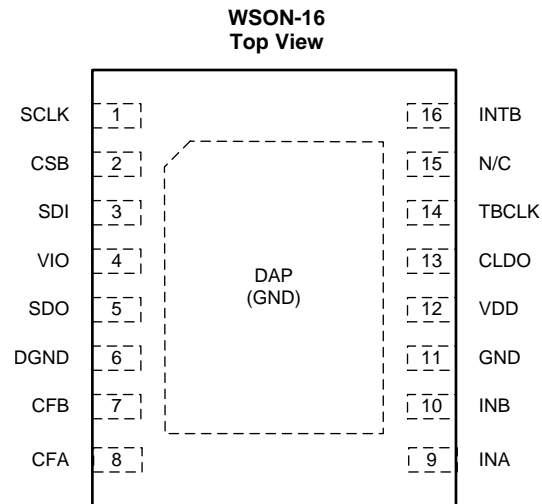 WSON-16
Top View
SCLK 1 16 INTB
CSB 2 15 N/C
SDI 3 14 TBCLK
VIO 4 13 CLDO
DAP
(GND)
SDO 5 12 VDD
DGND 6 11 GND
CFB 7 10 INB
CFA 8 9 INA